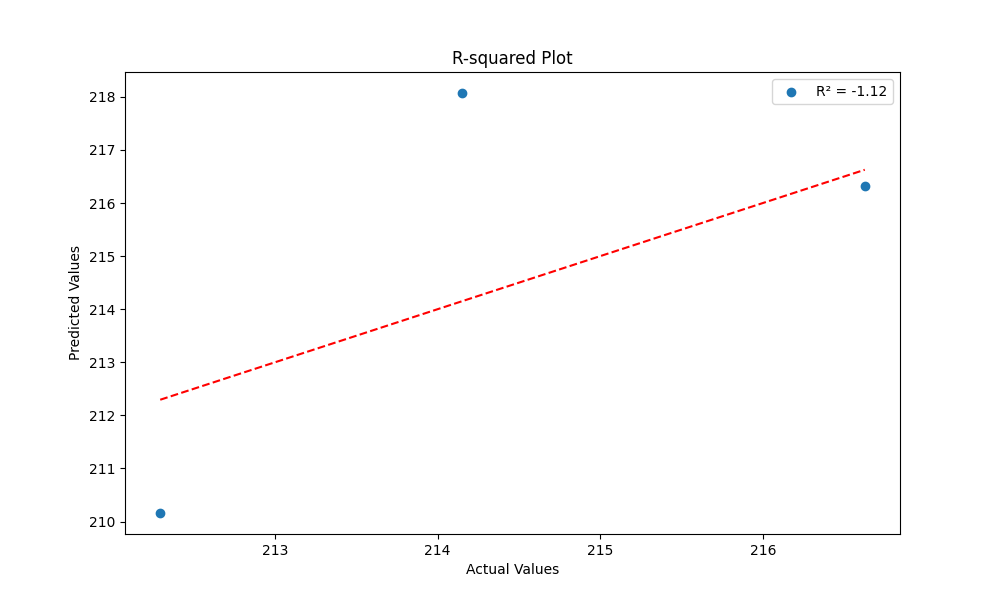 R-squared Plot
R² = -1.12
Predicted Values
218
217
216
215
214
213
212
211
210
213 214 215 216
Actual Values